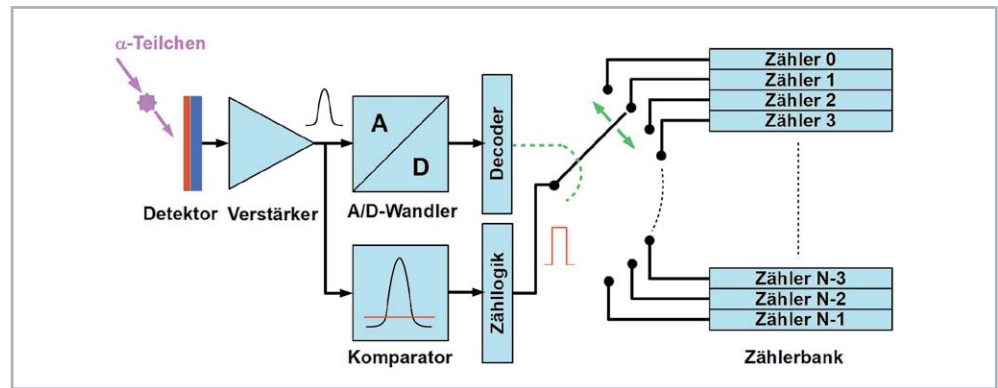 α-Teilchen
Detektor
Verstärker
A
D
A/D-Wandler
Decoder
Komparator
Zähllogik
Zähler 0
Zähler 1
Zähler 2
Zähler 3
Zähler N-3
Zähler N-2
Zähler N-1
Zählerbank